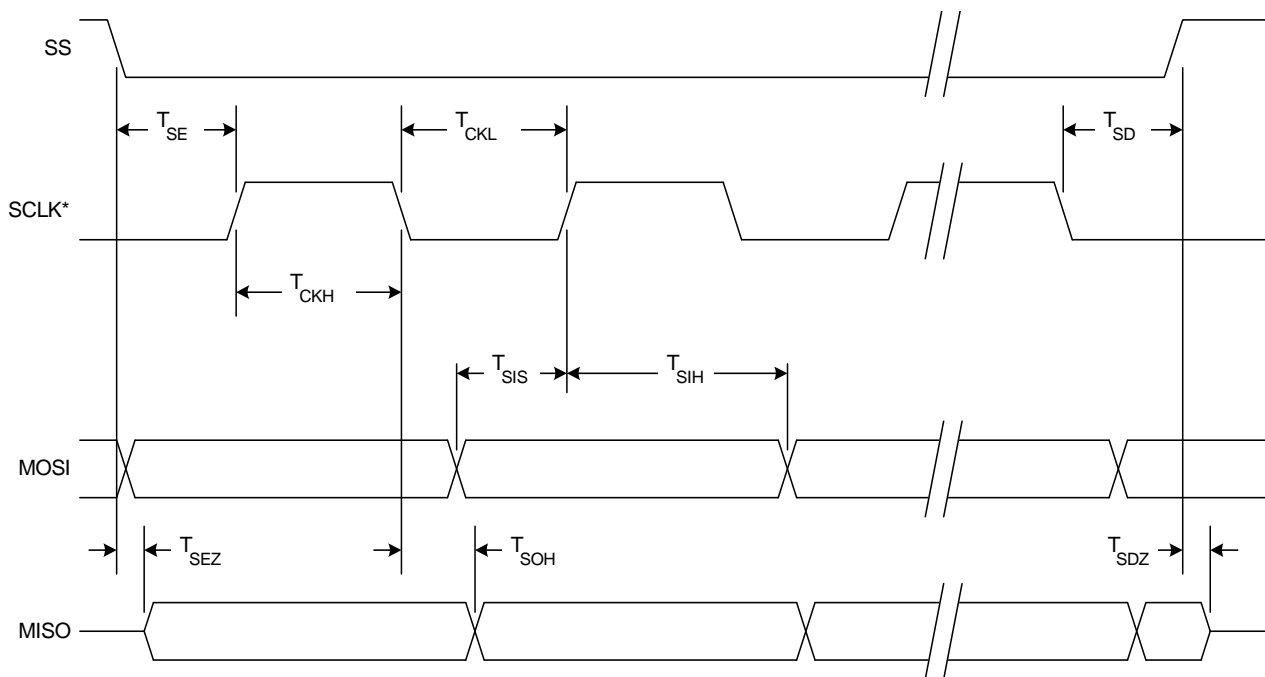 SS
T_SE
T_CKL
T_SD
SCLK*
T_CKH
T_SIS
T_SIH
MOSI
T_SEZ
T_SOH
T_SDZ
MISO